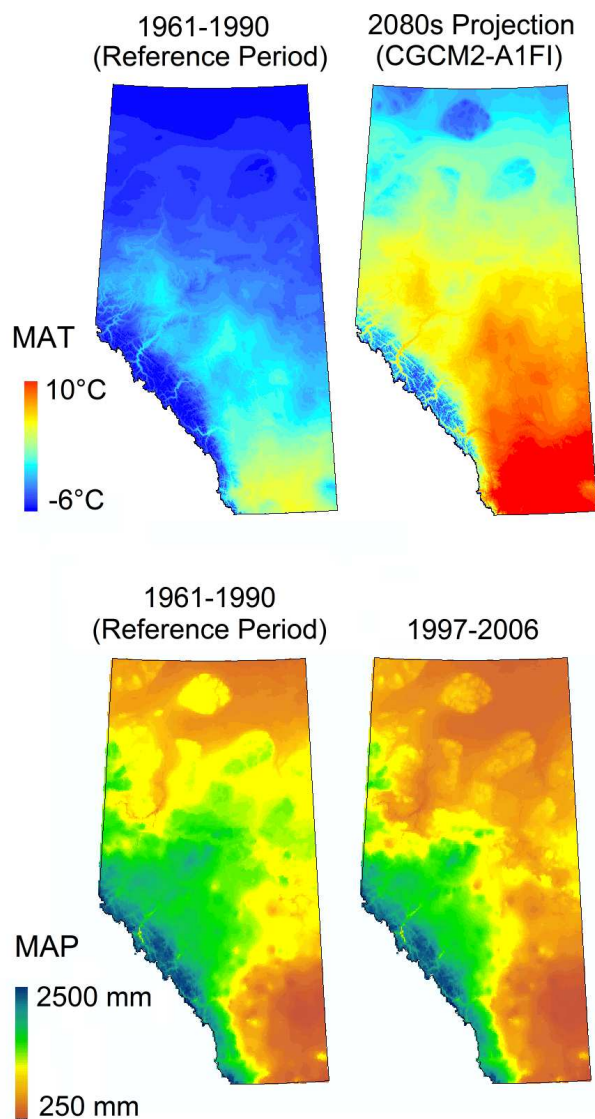 1961-1990
(Reference Period)
2080s Projection
(CGCM2-A1FI)
MAT
10°C
-6°C
1961-1990
(Reference Period)
1997-2006
MAP
2500 mm
250 mm